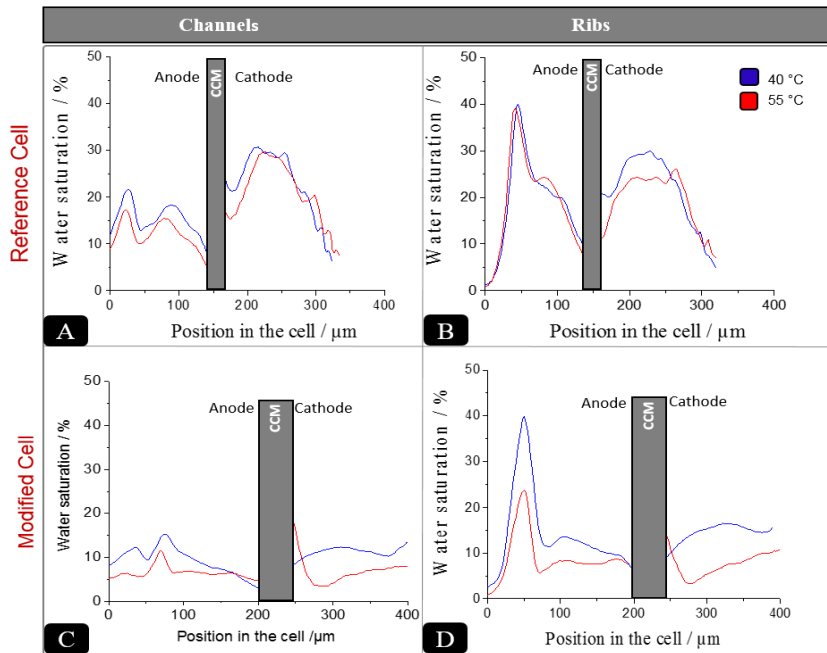 Channels
Ribs
Reference Cell
Modified Cell
Water saturation / %
50
40
30
20
10
0
Anode
CCM
Cathode
0
100
200
300
400
Position in the cell / µm
A
Water saturation / %
50
40
30
20
10
0
Anode
CCM
Cathode
40 °C
55 °C
0
100
200
300
400
Position in the cell / µm
B
Water saturation / %
50
40
30
20
10
0
Anode
CCM
Cathode
0
100
200
300
400
Position in the cell /µm
C
Water saturation / %
50
40
30
20
10
0
Anode
CCM
Cathode
0
100
200
300
400
Position in the cell / µm
D